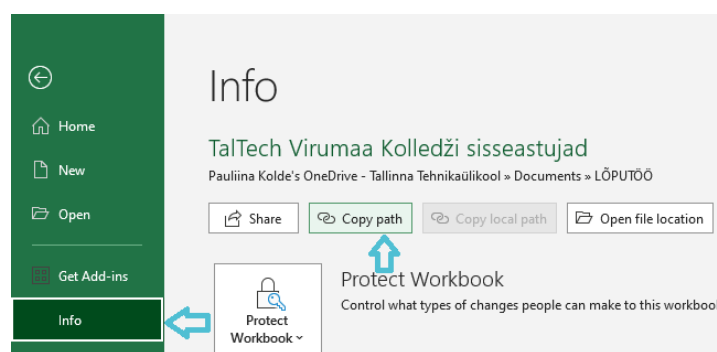 Info
Home
TalTech Virumaa Kolledži sisseastujad
New
Pauliina Kolde's OneDrive - Tallinna Tehnikaülikool » Documents » LÕPUTÖÖ
Open
Share
Copy path
Copy local path
Open file location
Get Add-ins
Protect Workbook
Control what types of changes people can make to this workboo
Info
Protect
Workbook